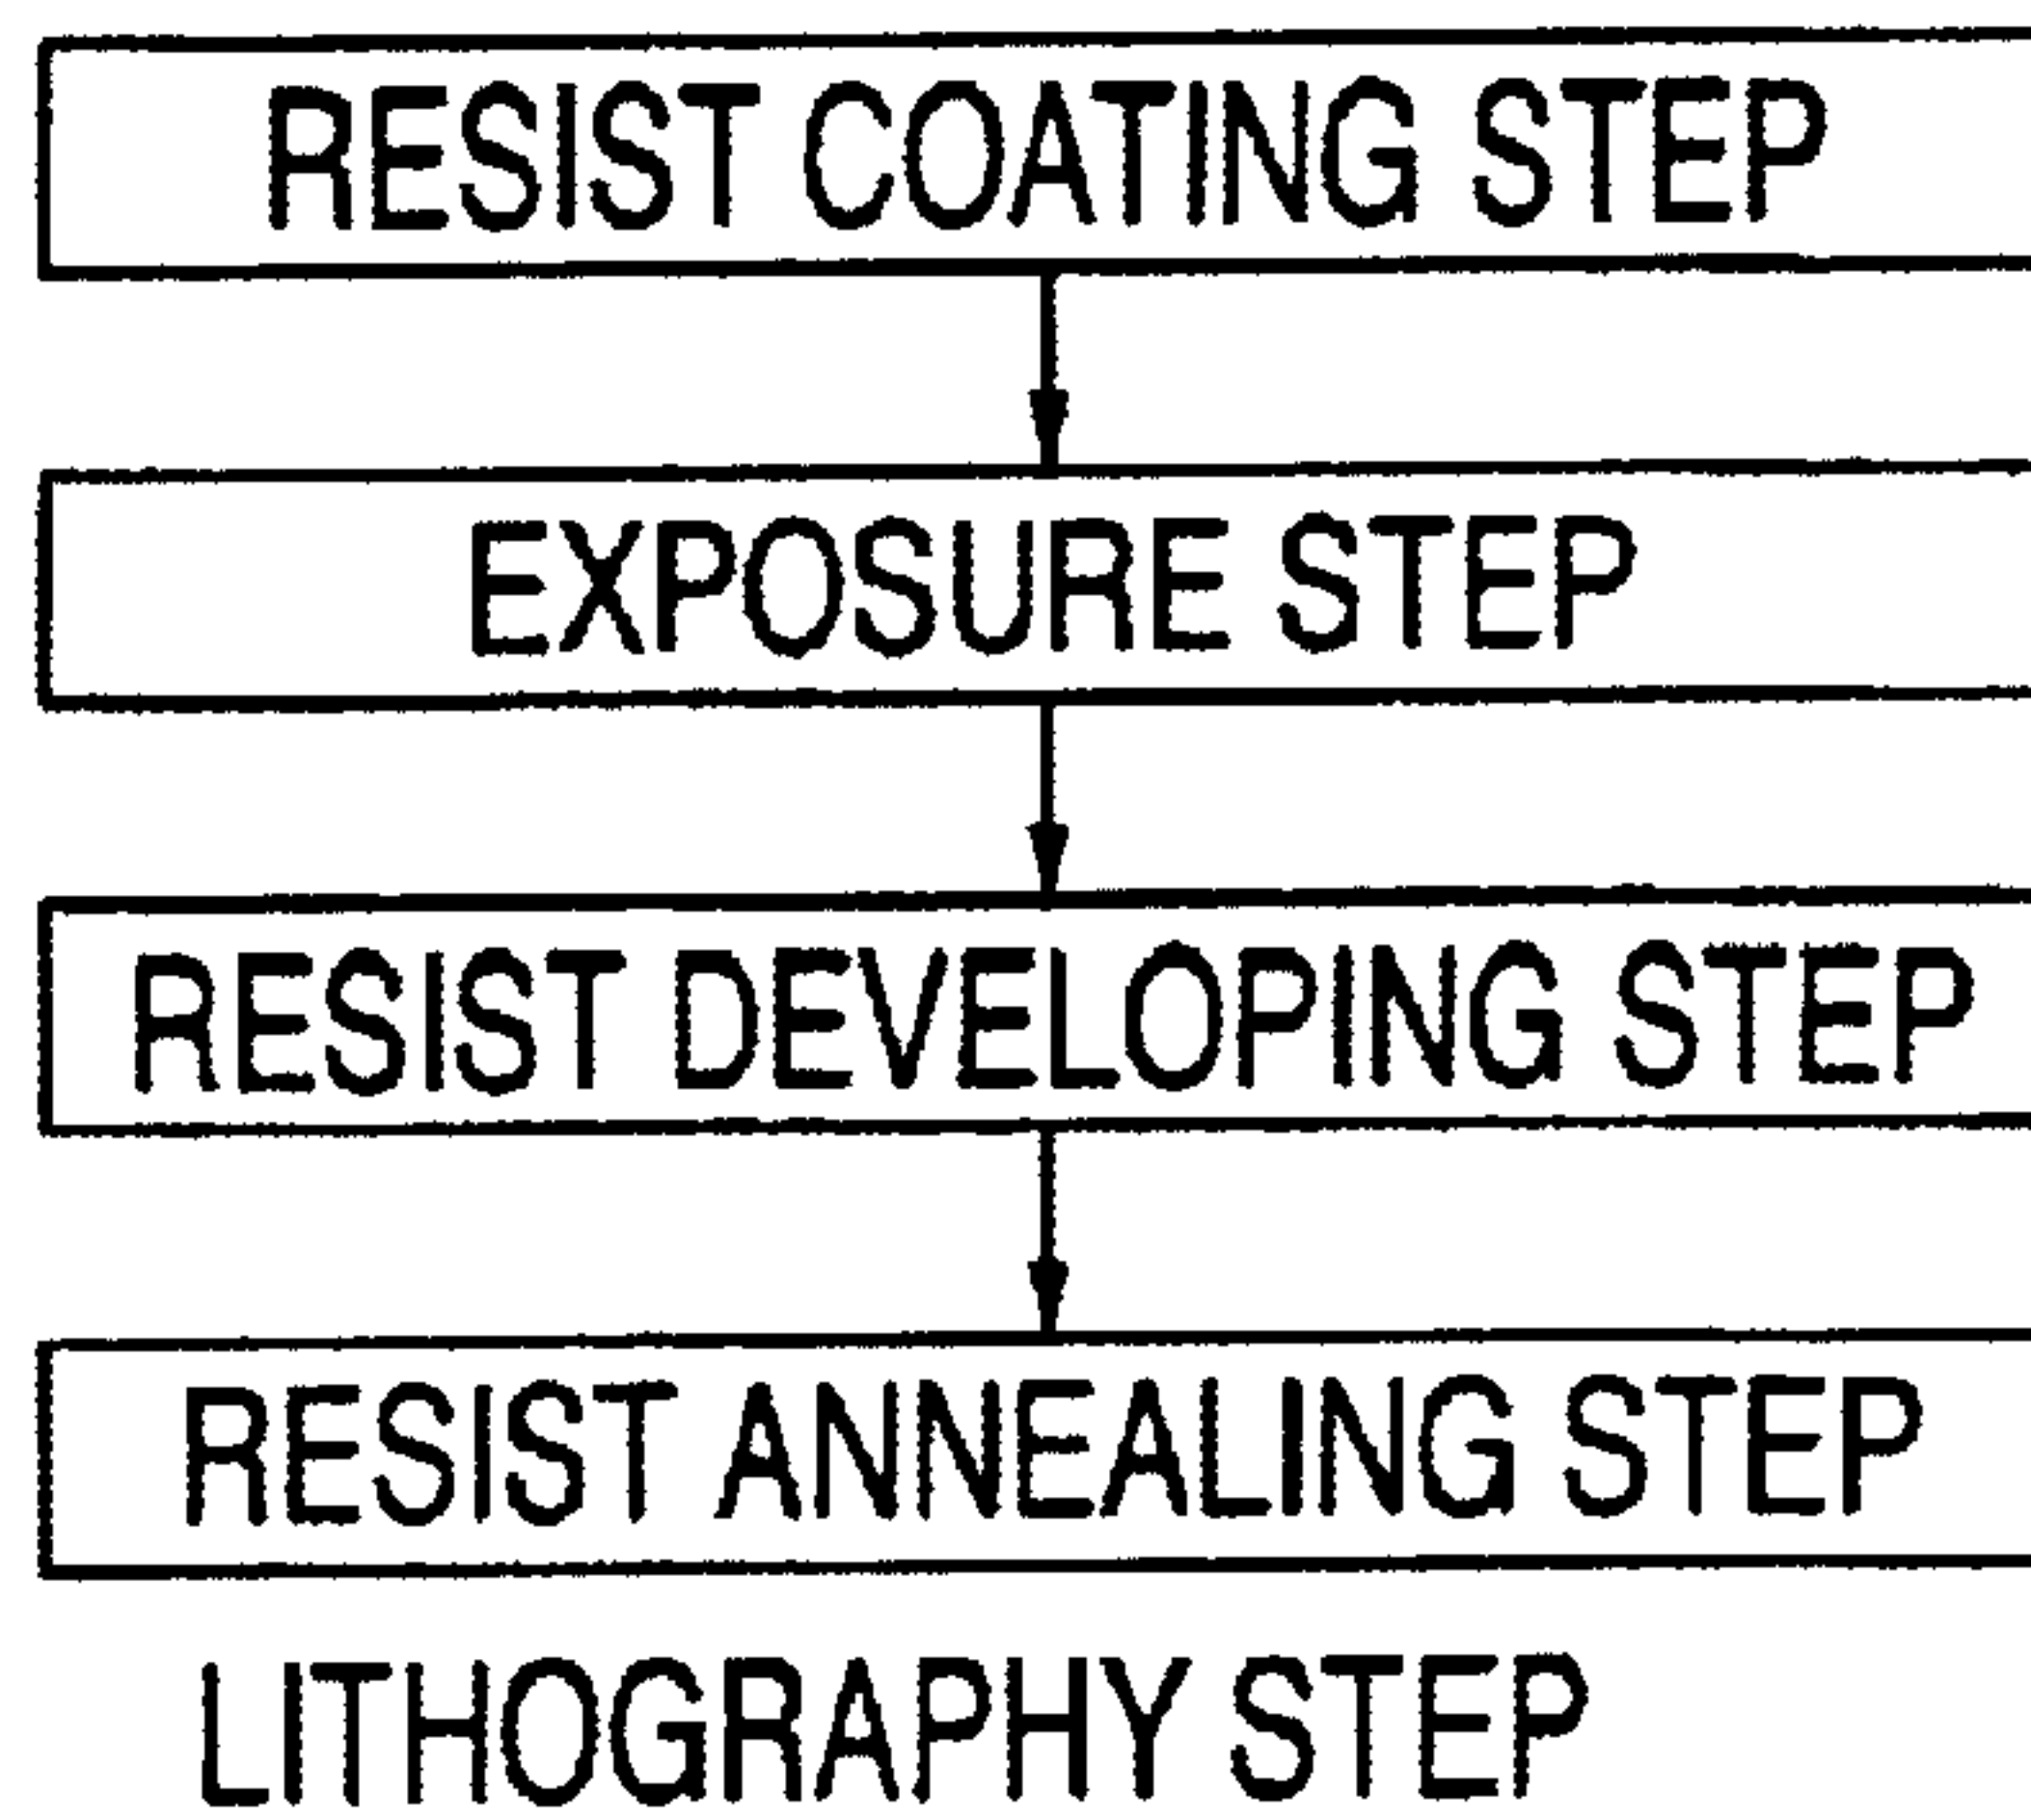 RESIST COATING STEP
EXPOSURE STEP
RESIST DEVELOPING STEP
RESIST ANNEALING STEP
LITHOGRAPHY STEP